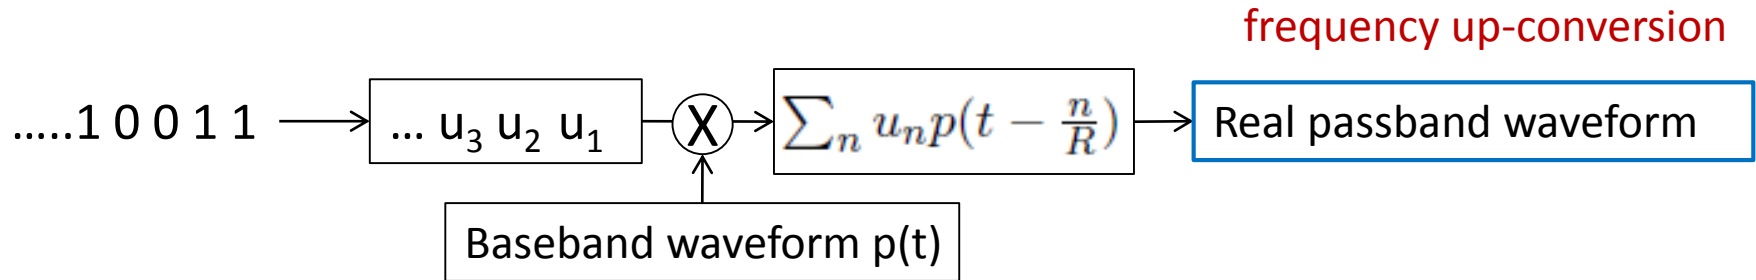 frequency up-conversion
.....1 0 0 1 1
... u₃ u₂ u₁
X
∑ₙ uₙp(t − n/R)
Real passband waveform
Baseband waveform p(t)